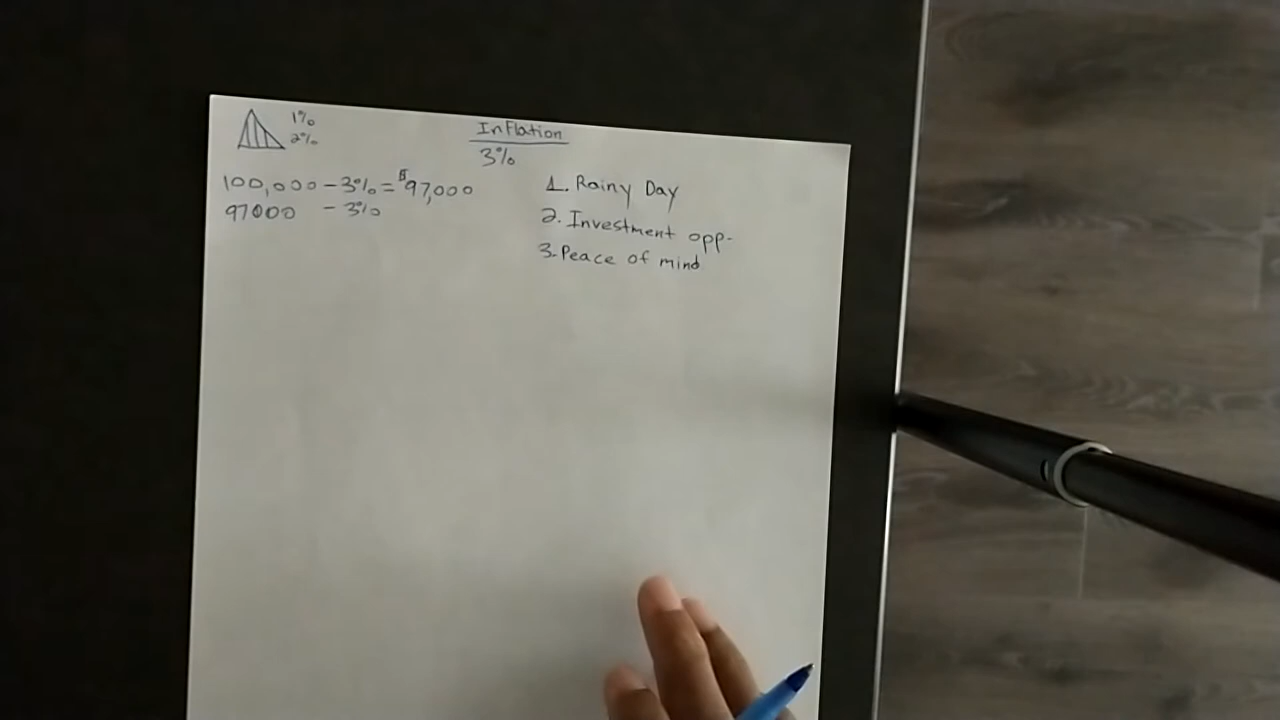 1%
2%
Inflation
3%
100,000 - 3% = $97,000
97000 - 3%
1. Rainy Day
2. Investment opp-
3. Peace of mind